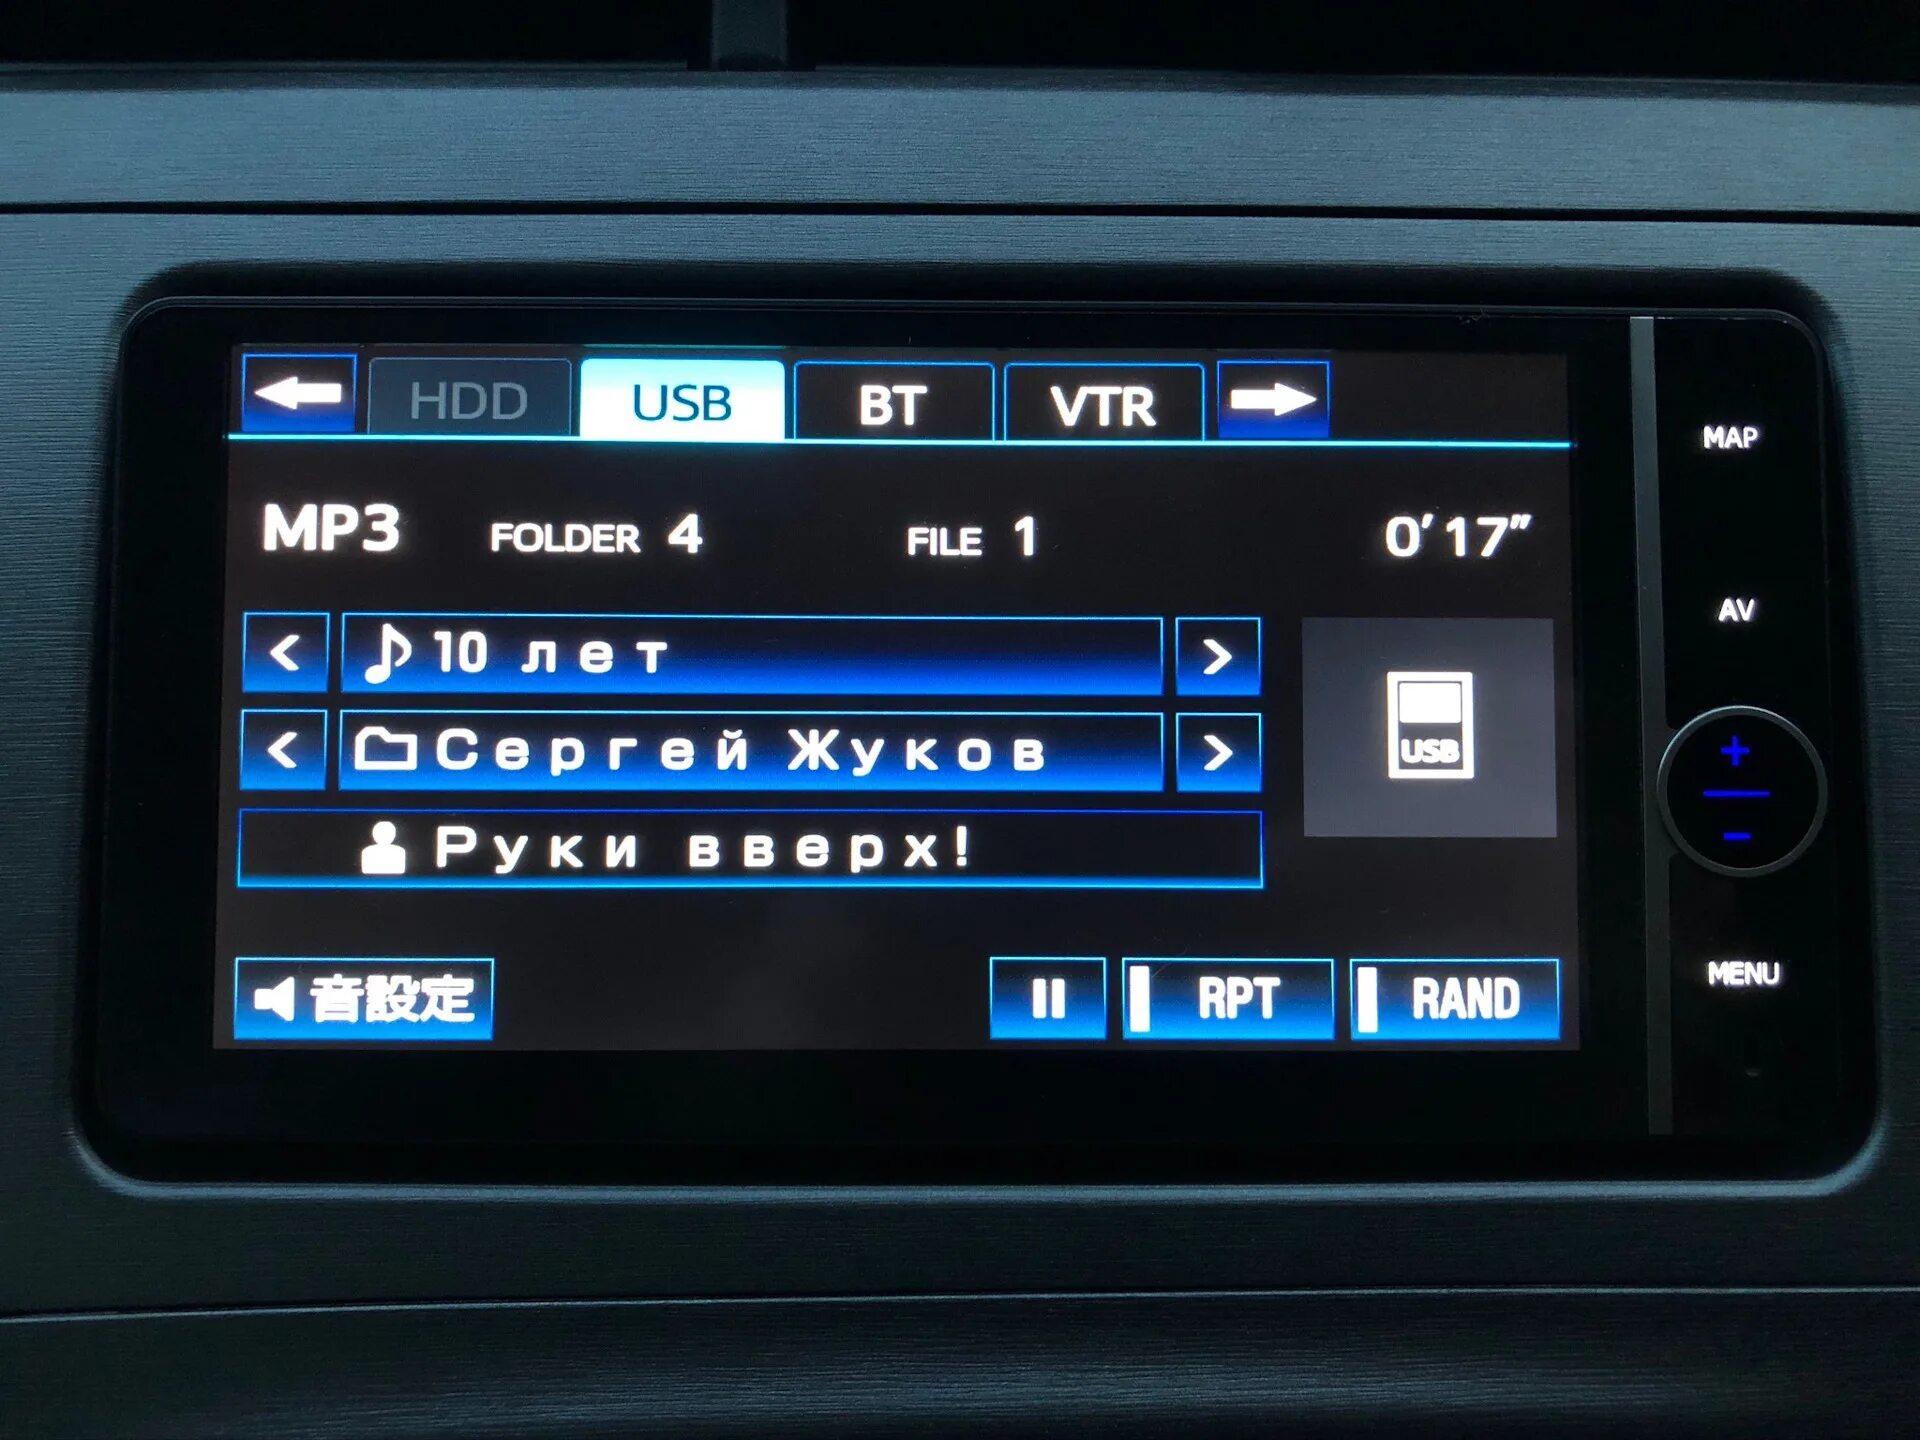 HDD USB BT VTR
MP3 FOLDER 4 FILE 1 0'17"
10 лет
Сергей Жуков
USB
Руки вверх!
音設定 RPT RAND
MAP
AV
+
-
MENU